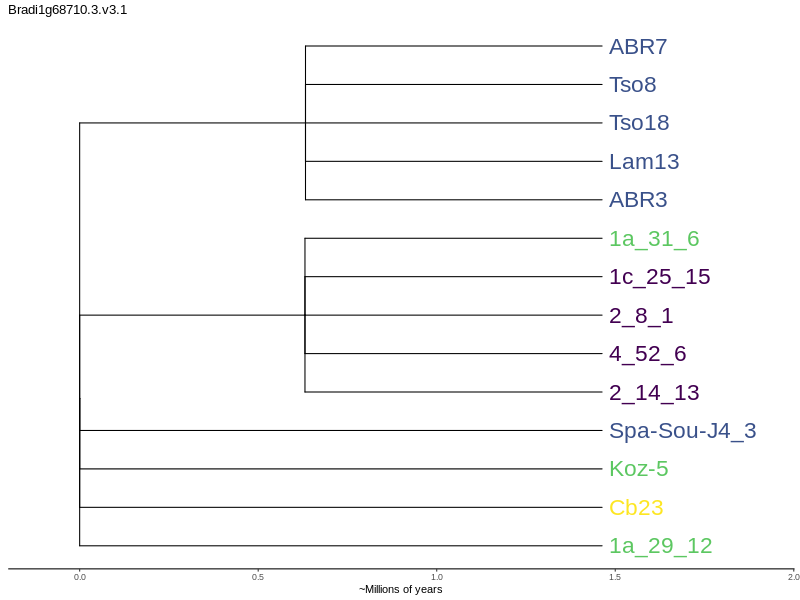 Bradi1g68710.3.v3.1
ABR7
Tso8
Tso18
Lam13
ABR3
1a_31_6
1c_25_15
2_8_1
4_52_6
2_14_13
Spa-Sou-J4_3
Koz-5
Cb23
1a_29_12
0.0 0.5 1.0 1.5 2.0
~Millions of years